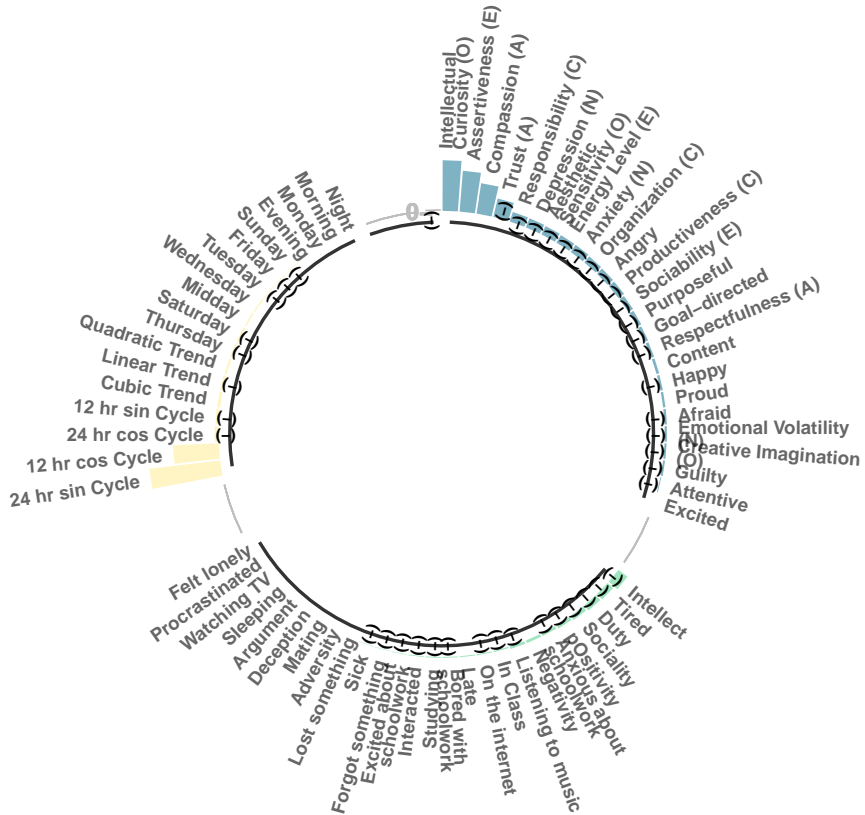 0
Intellectual
Curiosity (O)
Assertiveness (E)
Compassion (A)
Trust (A)
Responsibility (C)
Depression (N)
Aesthetic
Sensitivity (O)
Energy Level (E)
Anxiety (N)
Organization (C)
Angry
Productiveness (C)
Sociability (E)
Purposeful
Goal−directed
Respectfulness (A)
Content
Happy
Proud
Afraid
Emotional Volatility
(N)
Creative Imagination
(O)
Guilty
Attentive
Excited
Intellect
Tired
Duty
Sociality
pOsitivity
Anxious about
schoolwork
Negativity
Listening to music
In Class
On the internet
Late
Bored with
schoolwork
Studying
Interacted
Excited about
schoolwork
Forgot something
Sick
Lost something
Adversity
Mating
Deception
Argument
Sleeping
Watching TV
Procrastinated
Felt lonely
24 hr sin Cycle
12 hr cos Cycle
24 hr cos Cycle
12 hr sin Cycle
Cubic Trend
Linear Trend
Quadratic Trend
Thursday
Saturday
Midday
Wednesday
Tuesday
Friday
Sunday
Evening
Monday
Morning
Night